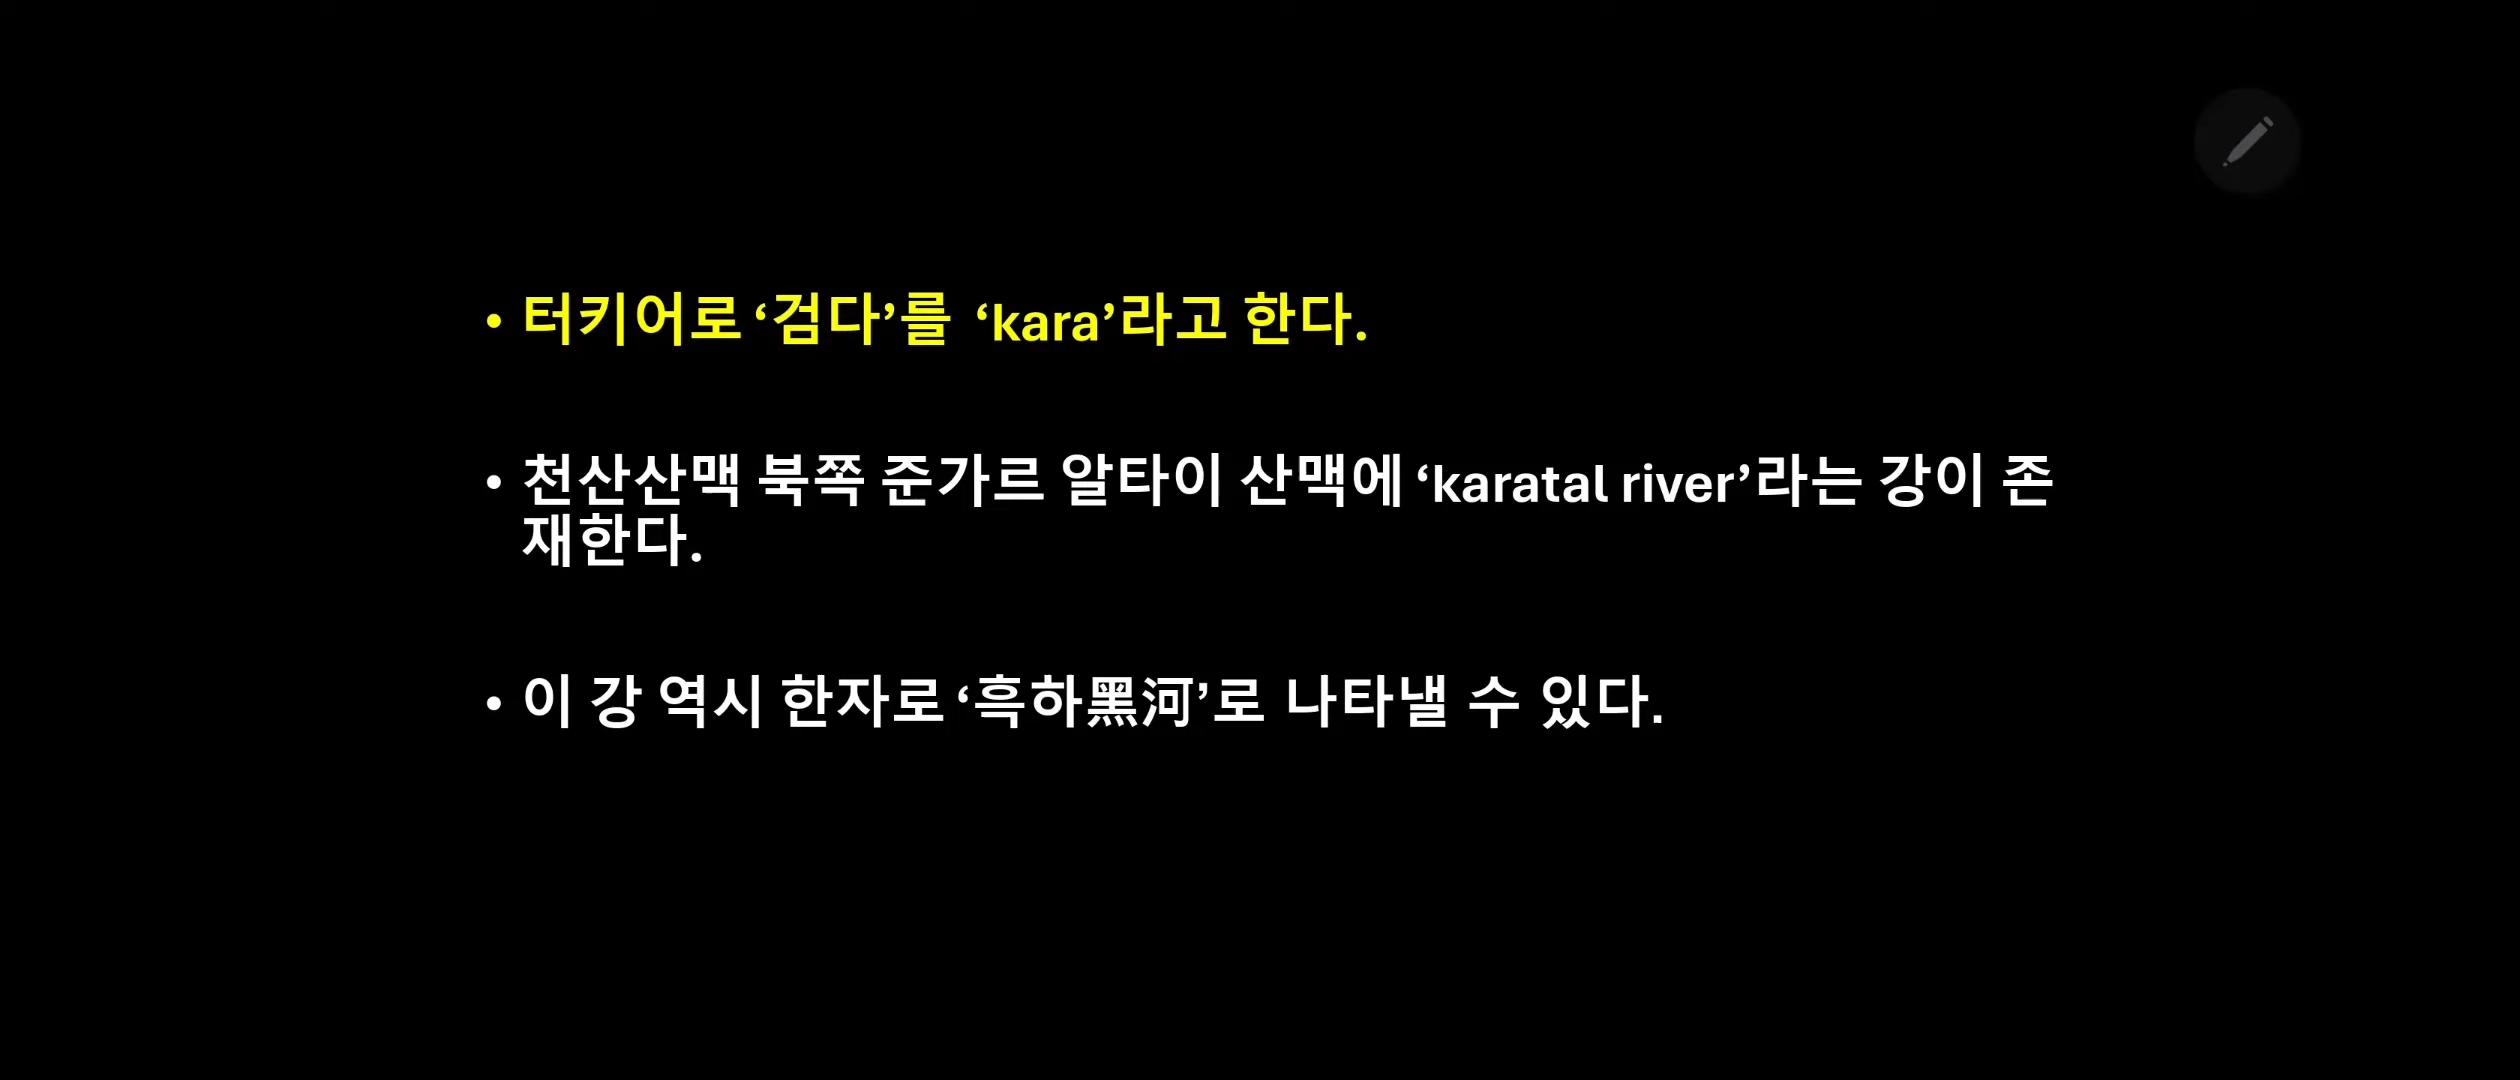 • 터키어로 ‘검다’를 ‘kara’라고 한다.
• 천산산맥 북쪽 준가르 알타이 산맥에 ‘karatal river’라는 강이 존
재한다.
• 이 강 역시 한자로 ‘흑하黑河’로 나타낼 수 있다.